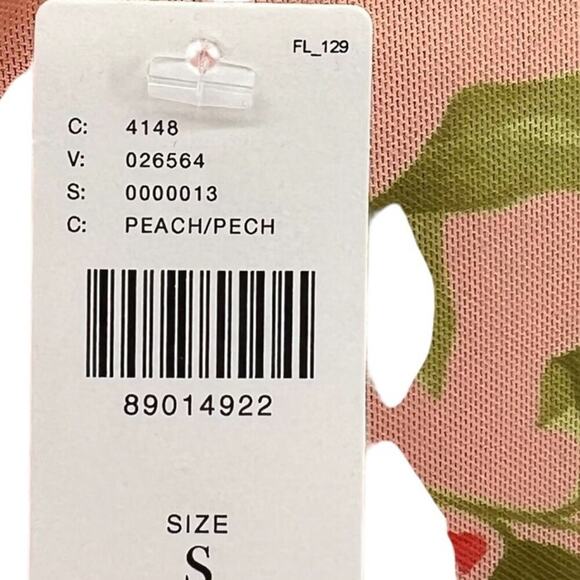 FL_129
C: 4148
V: 026564
S: 0000013
C: PEACH/PECH
89014922
SIZE
S